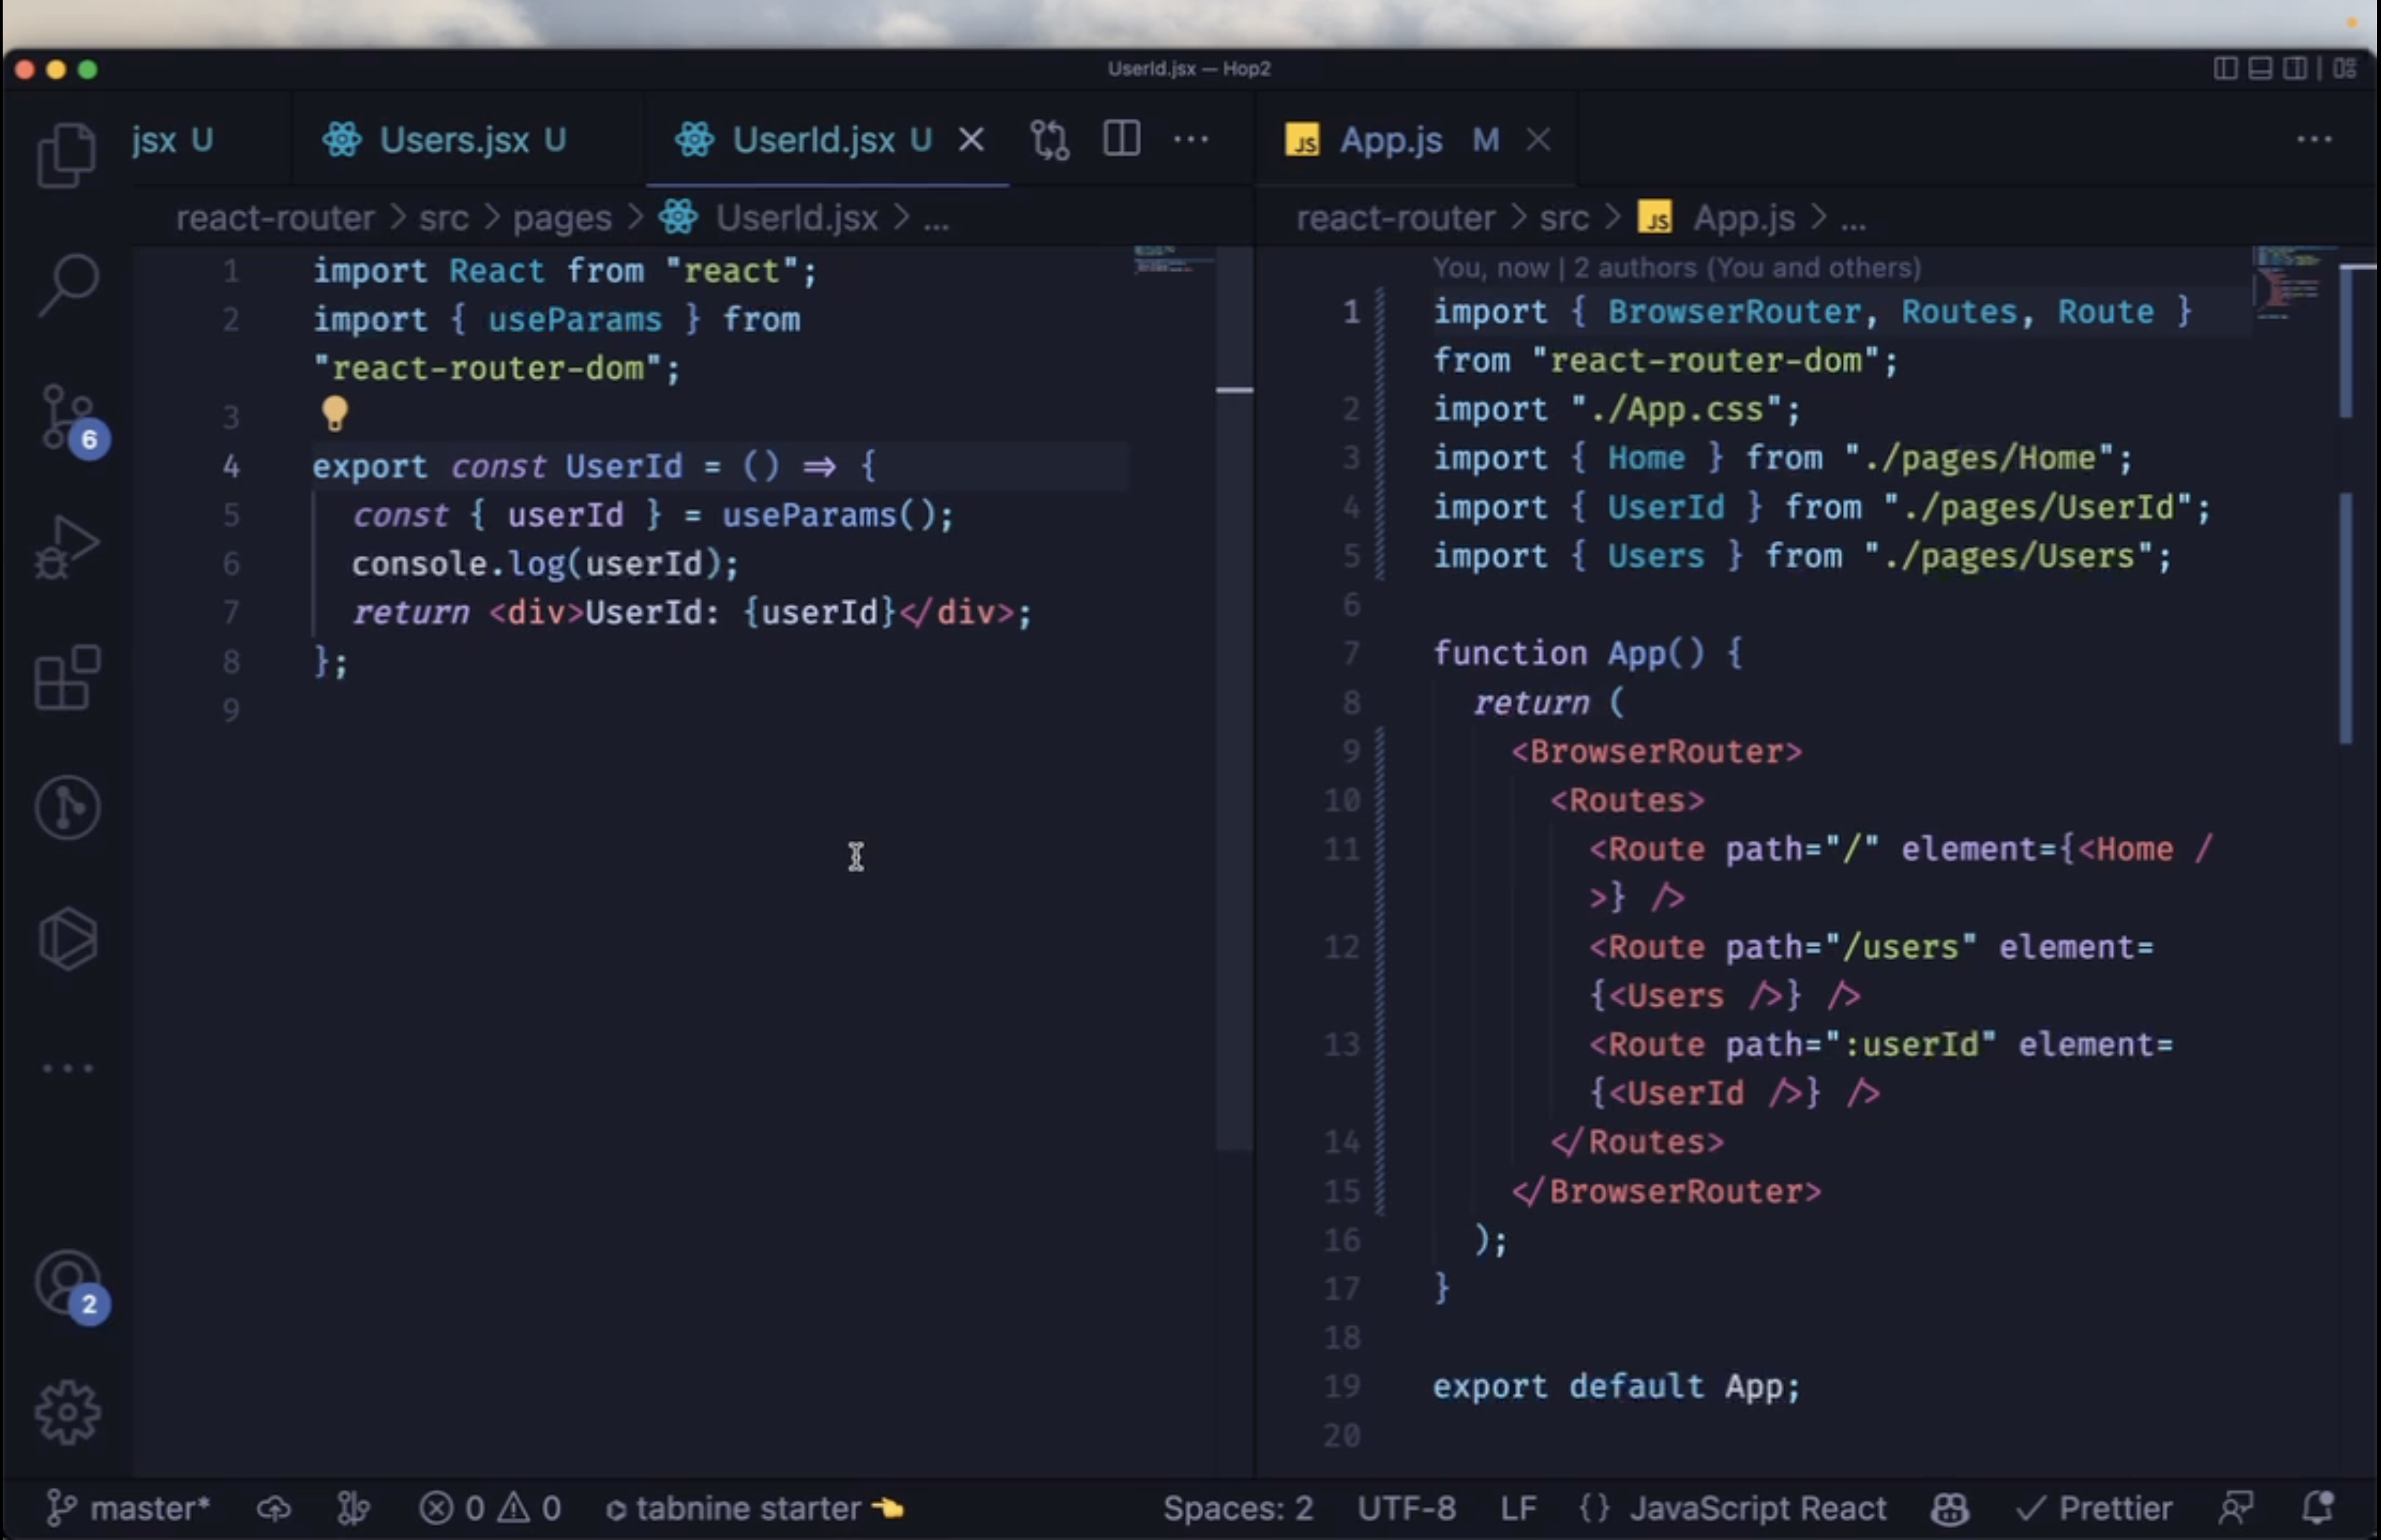 UserId.jsx — Hop2
jsx U
Users.jsx U
UserId.jsx U
App.js M
react-router > src > pages > UserId.jsx > ...
1 import React from "react";
2 import { useParams } from
"react-router-dom";
3
4 export const UserId = () => {
5 const { userId } = useParams();
6 console.log(userId);
7 return <div>UserId: {userId}</div>;
8 };
9
react-router > src > App.js > ...
You, now | 2 authors (You and others)
1 import { BrowserRouter, Routes, Route }
from "react-router-dom";
2 import "./App.css";
3 import { Home } from "./pages/Home";
4 import { UserId } from "./pages/UserId";
5 import { Users } from "./pages/Users";
6
7 function App() {
8 return (
9 <BrowserRouter>
10 <Routes>
11 <Route path="/" element={<Home /
>} />
12 <Route path="/users" element=
{<Users />} />
13 <Route path=":userId" element=
{<UserId />} />
14 </Routes>
15 </BrowserRouter>
16 );
17 }
18
19 export default App;
20
6
2
master* 0 0 tabnine starter Spaces: 2 UTF-8 LF {} JavaScript React Prettier